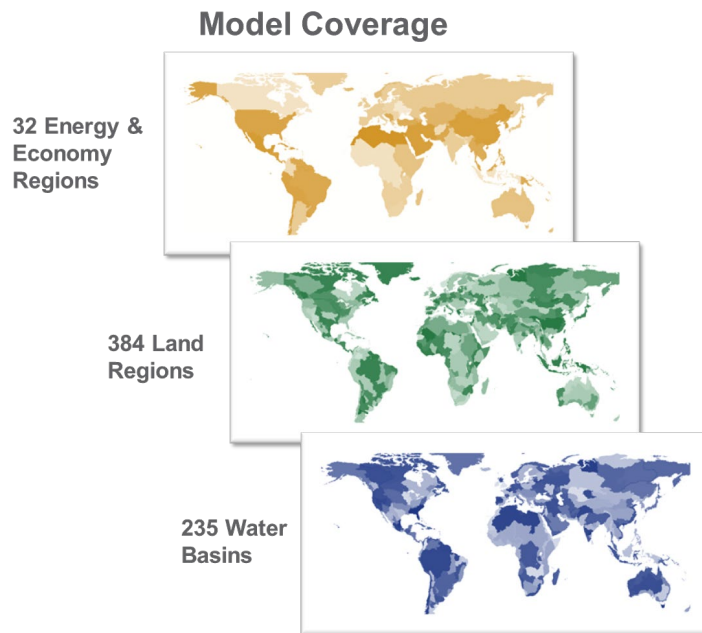 Model Coverage
32 Energy &
Economy
Regions
384 Land
Regions
235 Water
Basins